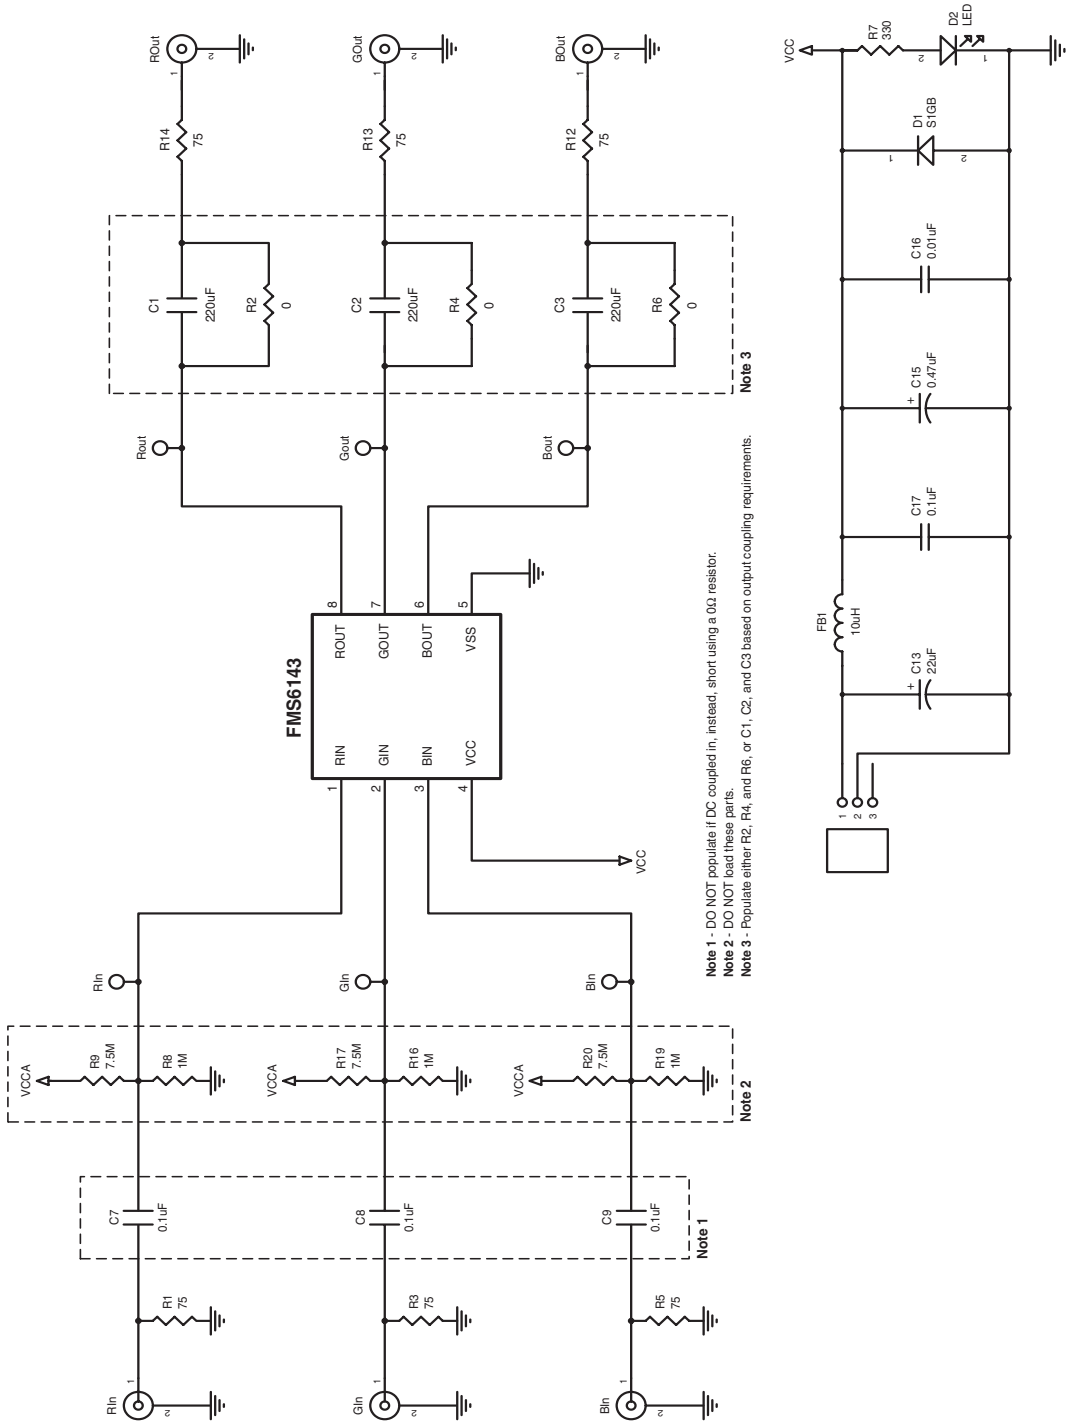 RIn
1
2
R1
75
C7
0.1uF
VCCA
R9
7.5M
R8
1M
RIn
GIn
1
2
R3
75
C8
0.1uF
VCCA
R17
7.5M
R16
1M
GIn
BIn
1
2
R5
75
C9
0.1uF
VCCA
R20
7.5M
R19
1M
BIn
Note 1
Note 2
FMS6143
1
RIN
ROUT
8
2
GIN
GOUT
7
3
BIN
BOUT
6
4
VCC
VSS
5
VCC
Rout
C1
220uF
R2
0
R14
75
ROut
1
2
Gout
C2
220uF
R4
0
R13
75
GOut
1
2
Bout
C3
220uF
R6
0
R12
75
BOut
1
2
Note 3
Note 1 - DO NOT populate if DC coupled in, instead, short using a 0Ω resistor.
Note 2 - DO NOT load these parts.
Note 3 - Populate either R2, R4, and R6, or C1, C2, and C3 based on output coupling requirements.
1
2
3
C13
22uF
+
FB1
10uH
C17
0.1uF
C15
0.47uF
+
C16
0.01uF
D1
S1GB
1
2
VCC
R7
330
2
D2
LED
1